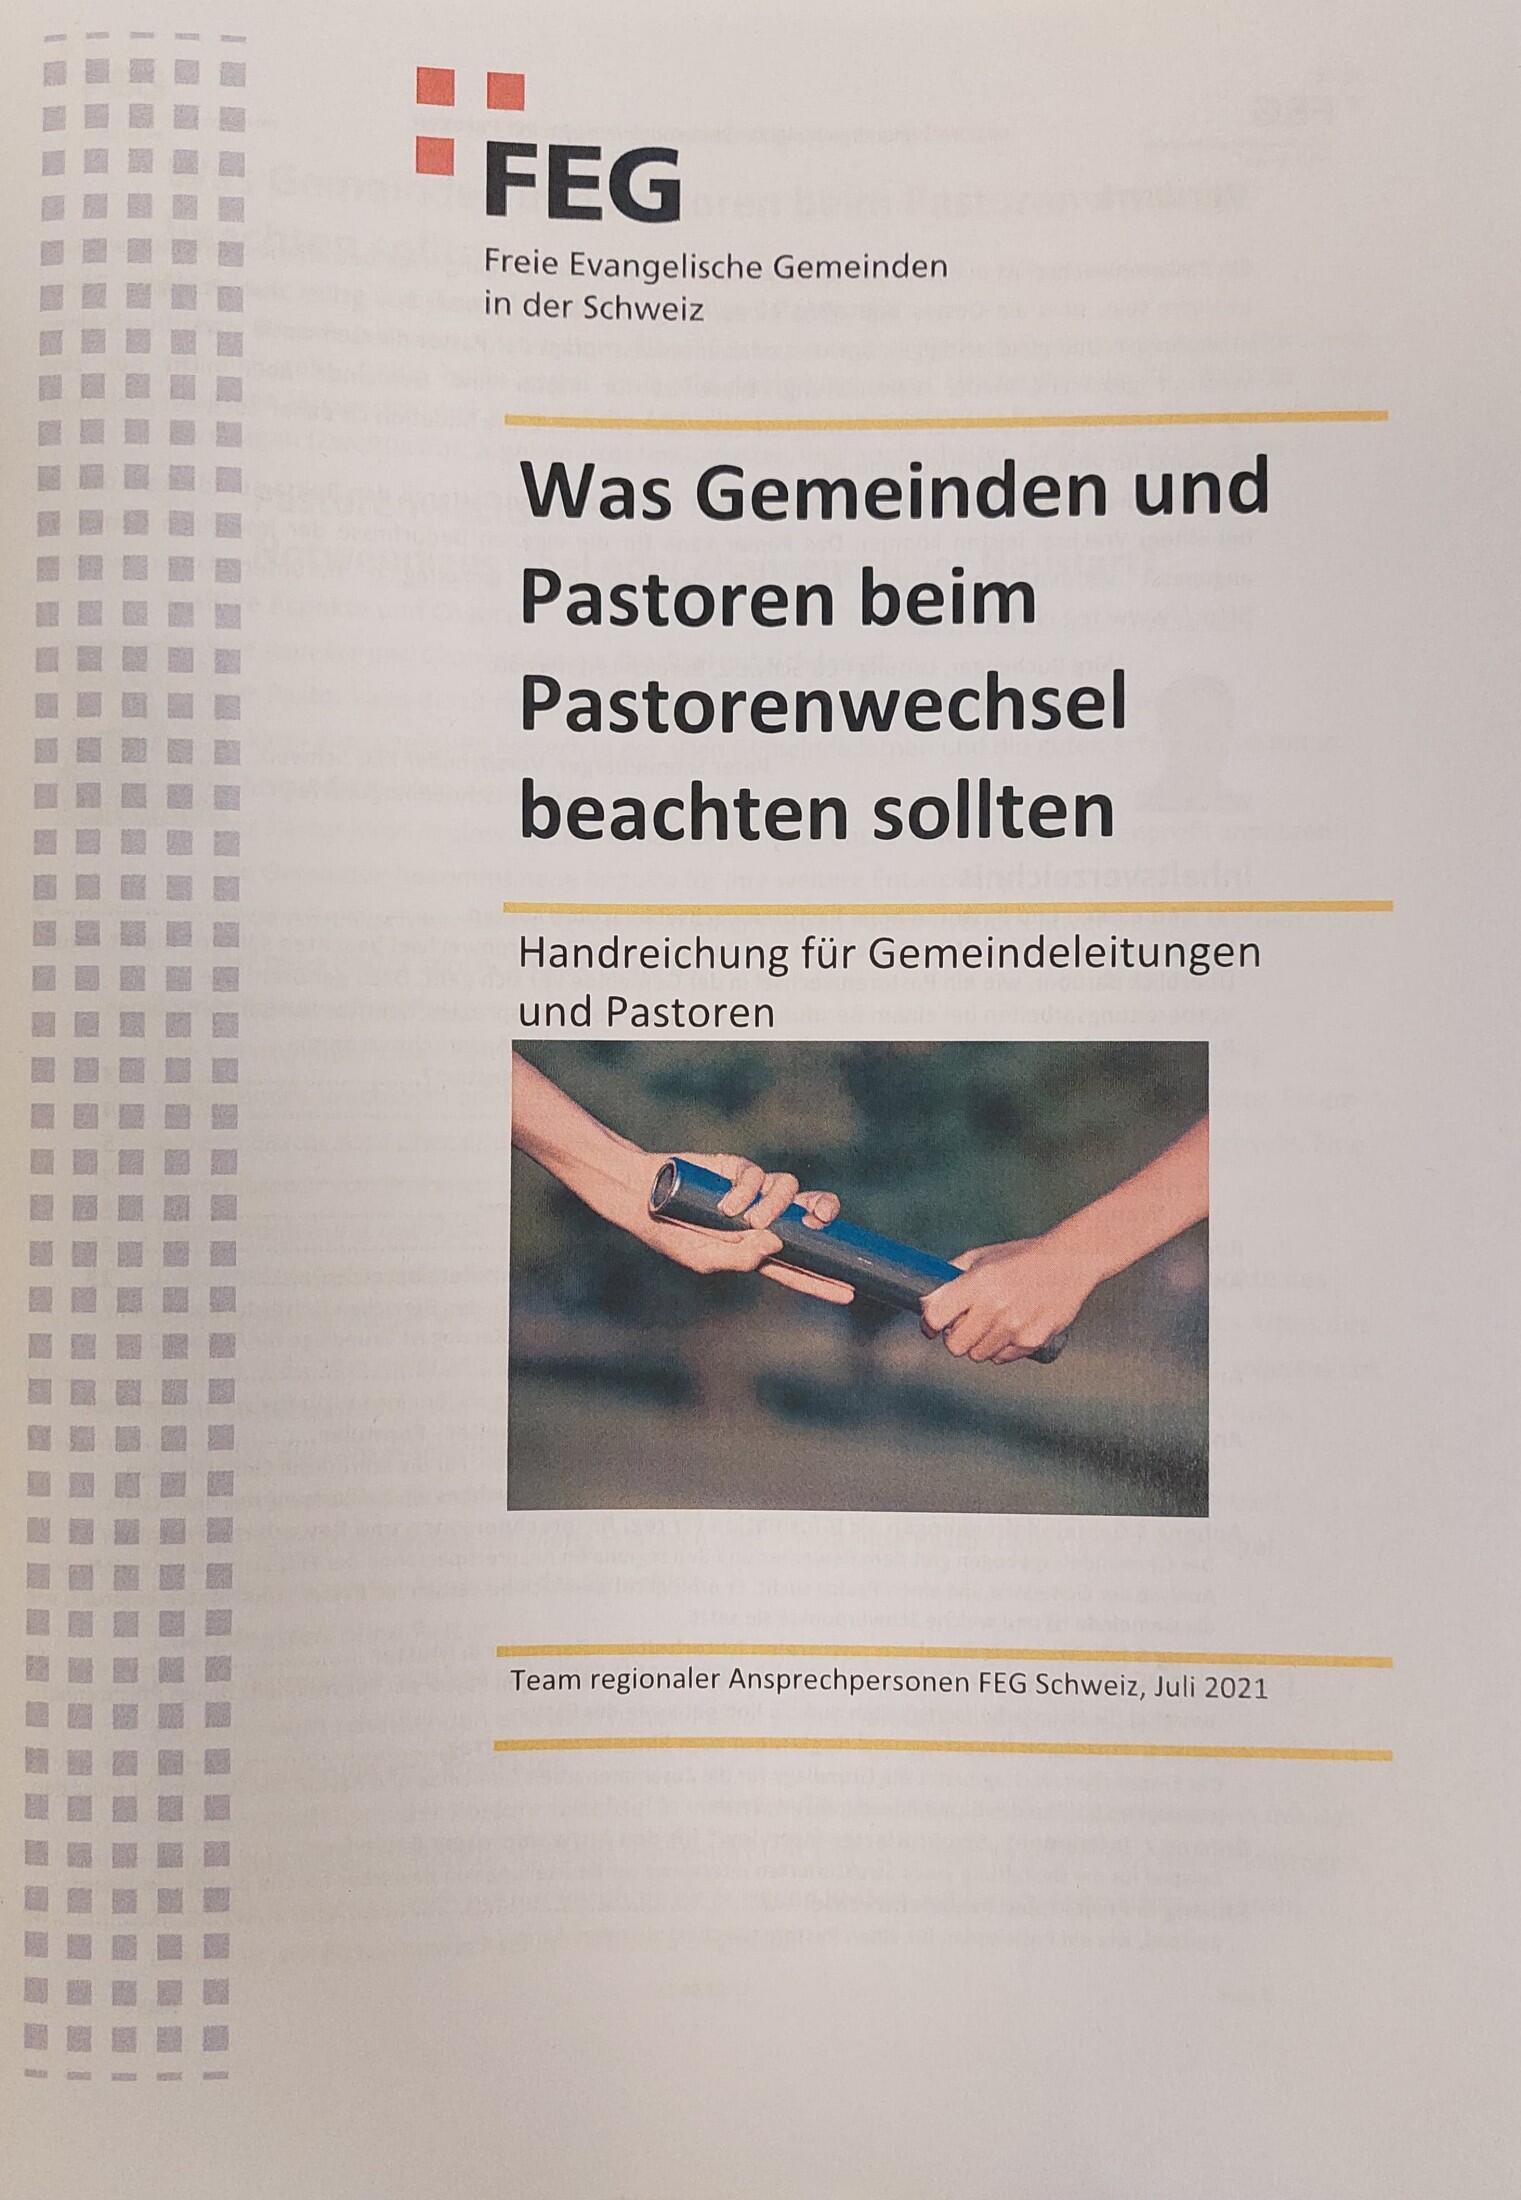 FEG
Freie Evangelische Gemeinden
in der Schweiz
Was Gemeinden und
Pastoren beim
Pastorenwechsel
beachten sollten
Handreichung für Gemeindeleitungen
und Pastoren
Team regionaler Ansprechpersonen FEG Schweiz, Juli 2021